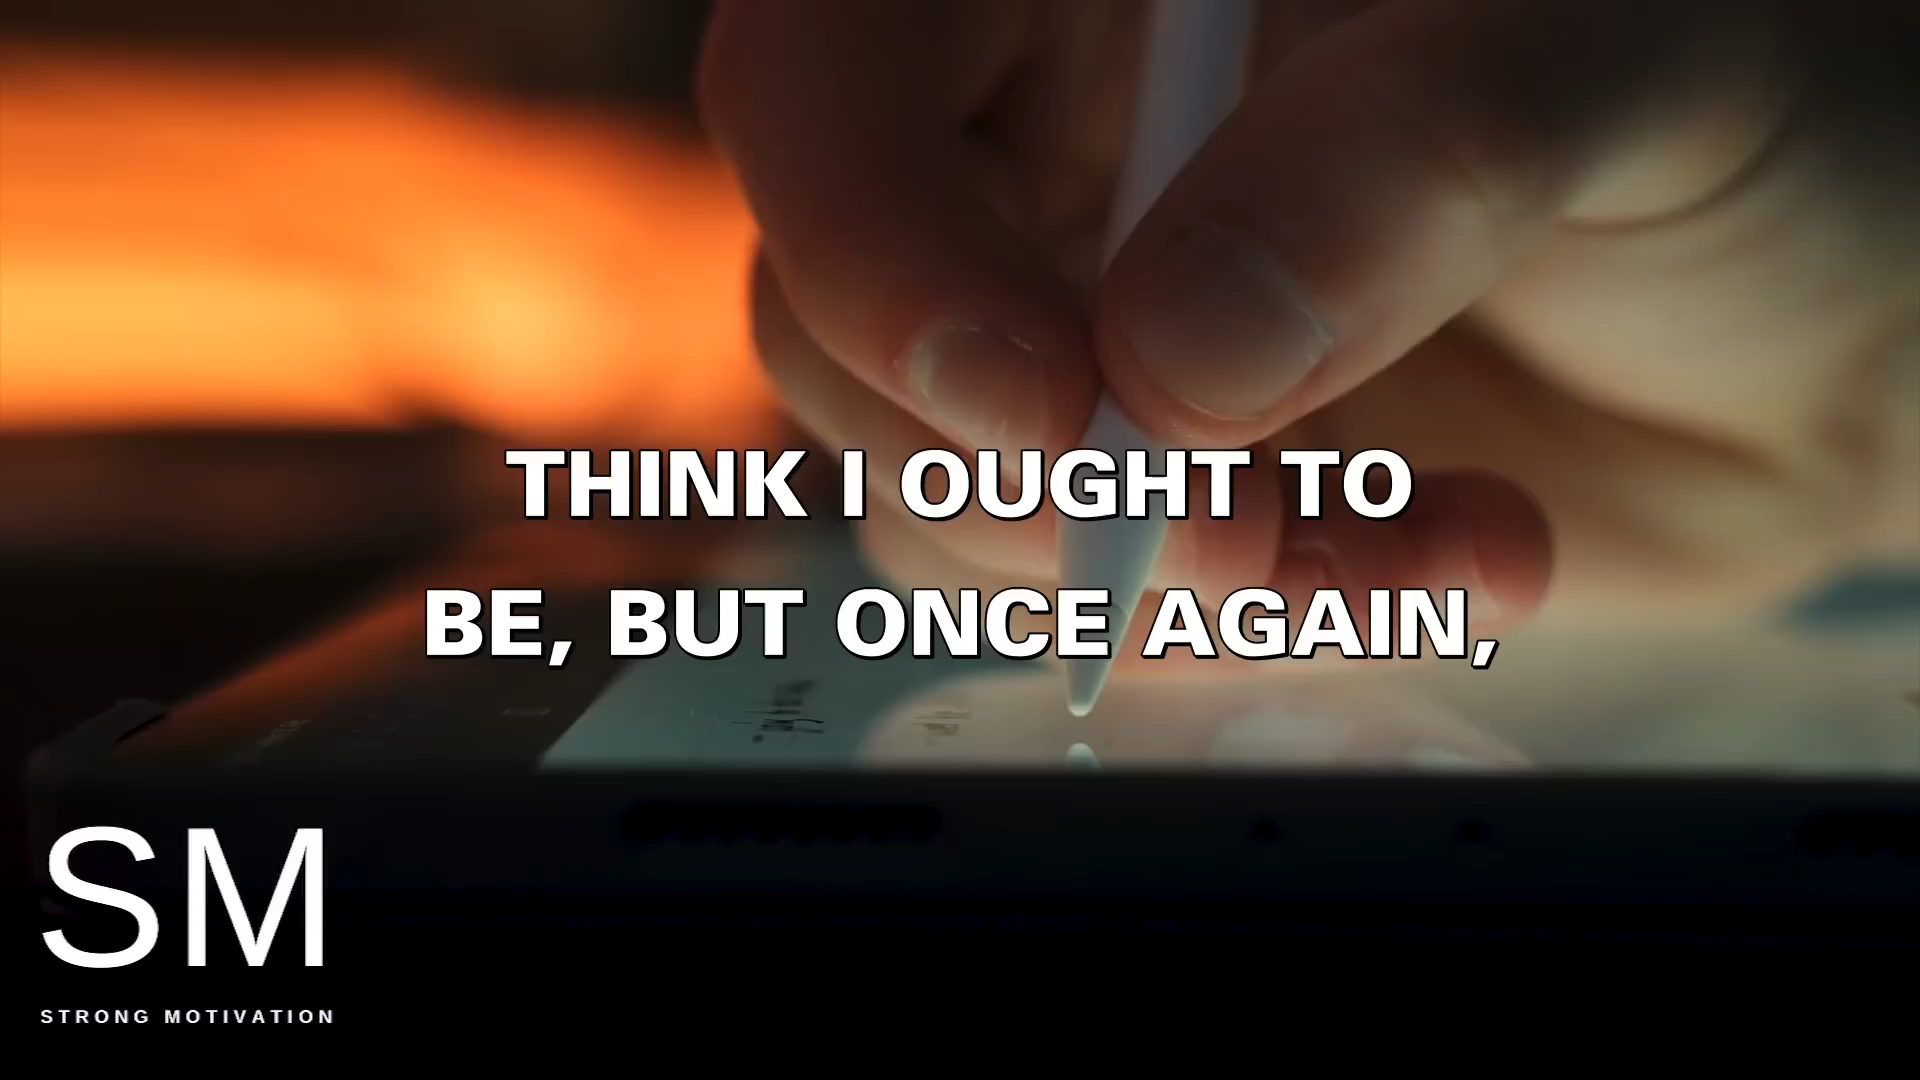 THINK I OUGHT TO
BE, BUT ONCE AGAIN,
SM
STRONG MOTIVATION